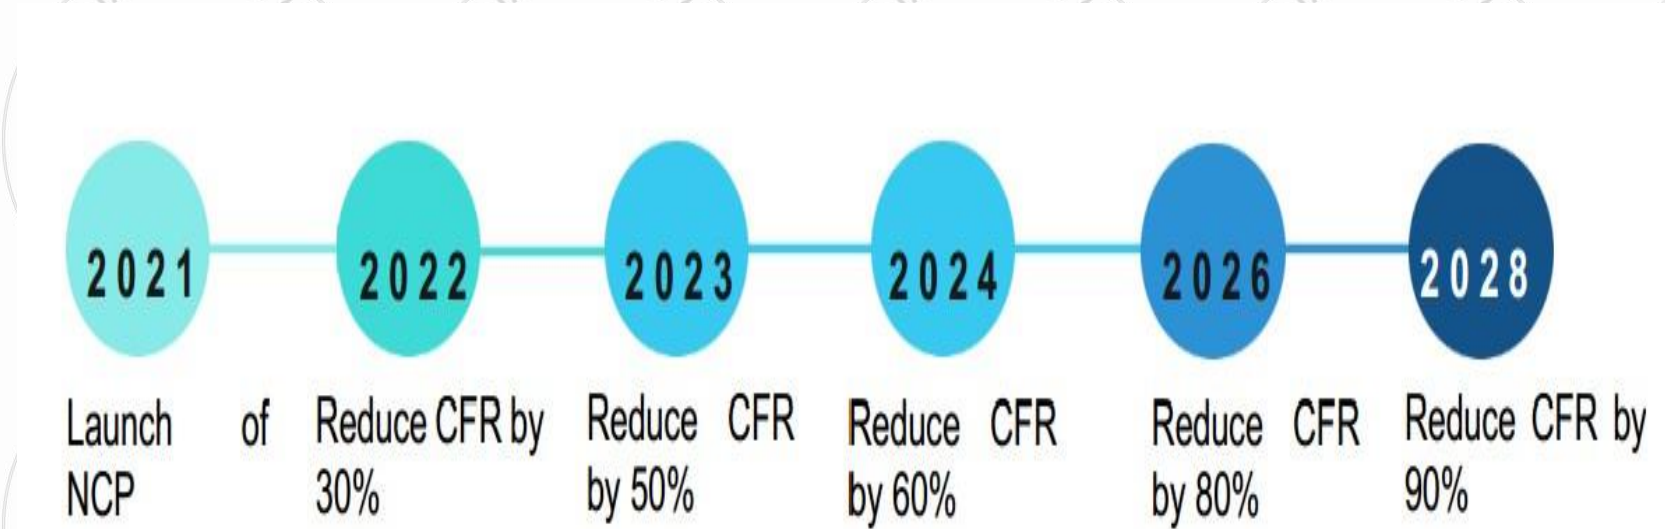 2021
2022
2023
2024
2026
2028
Launch of
NCP
Reduce CFR by
30%
Reduce CFR
by 50%
Reduce CFR
by 60%
Reduce CFR
by 80%
Reduce CFR by
90%